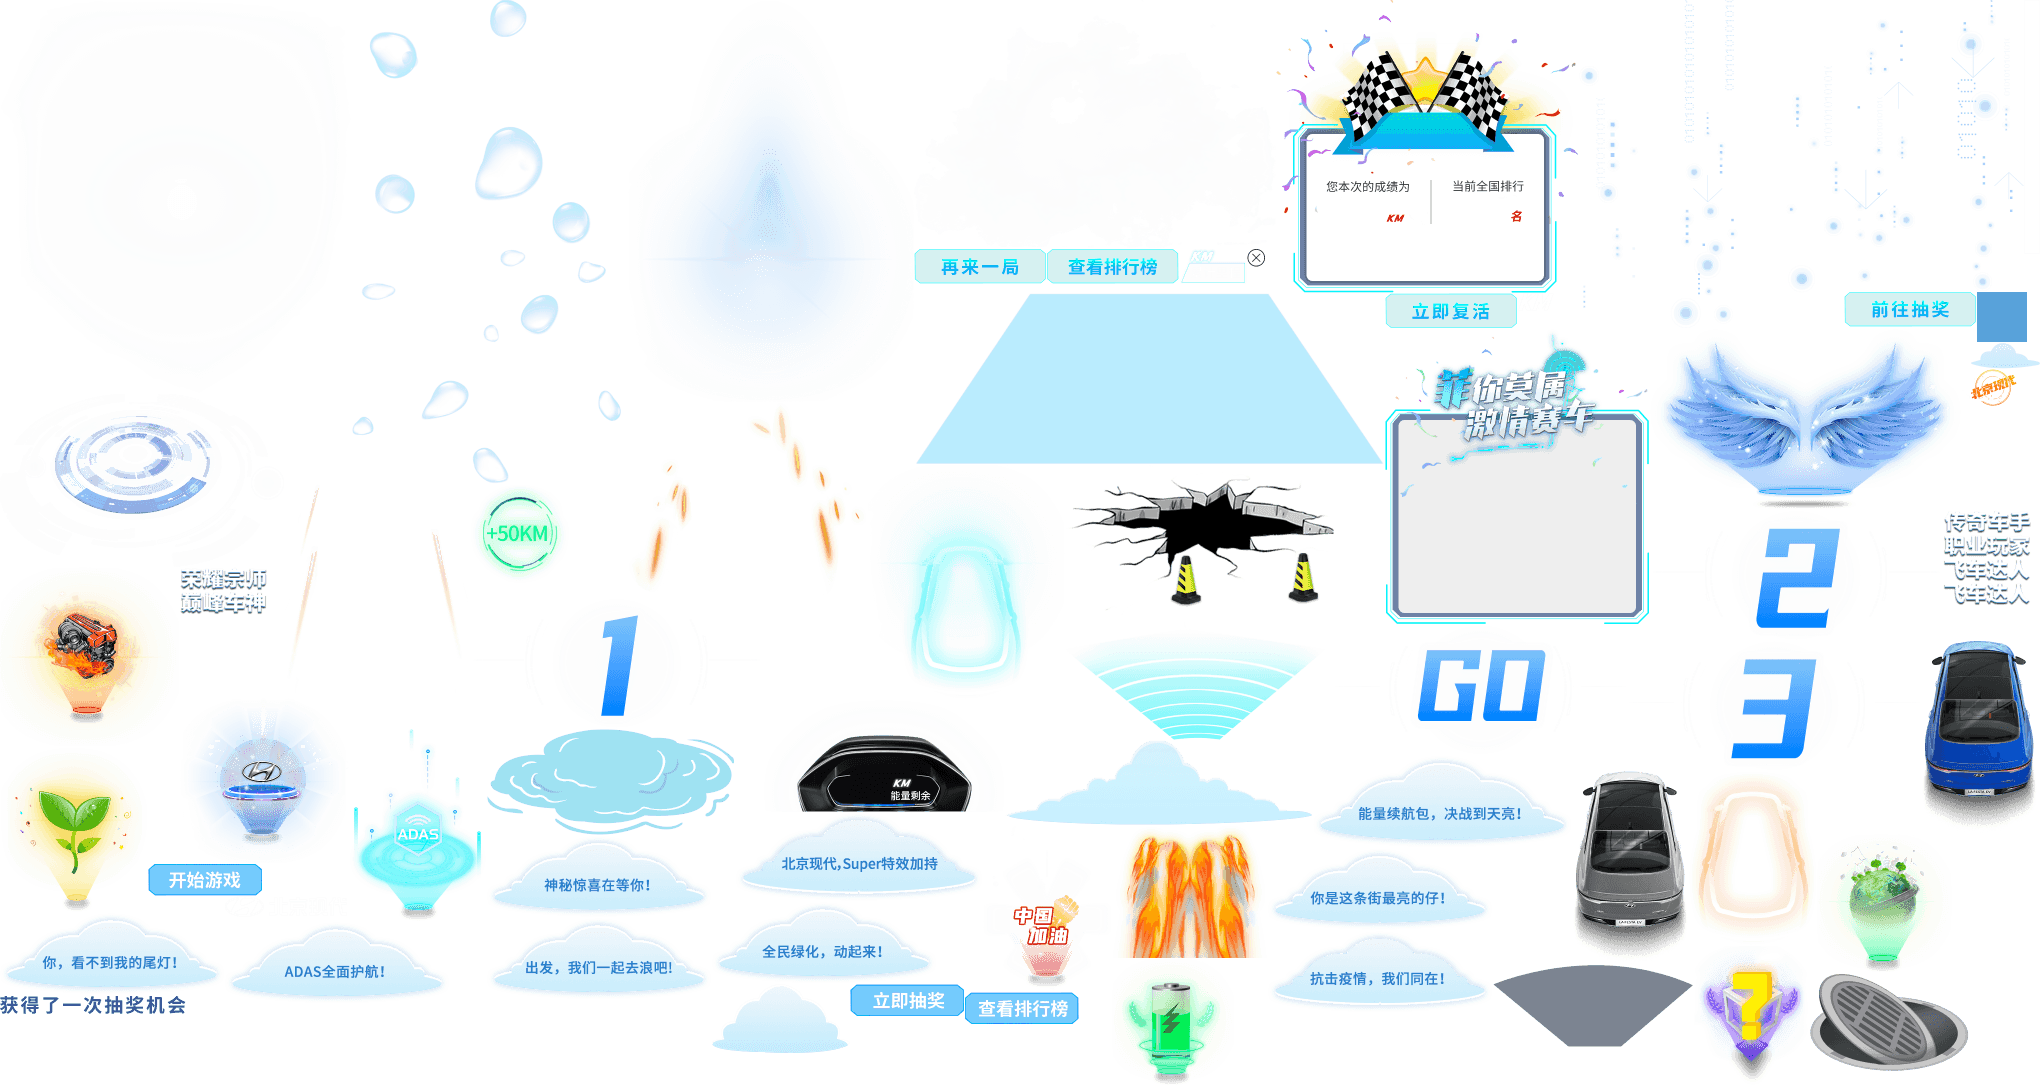 您本次的成绩为
当前全国排行
KM
名
再来一局
查看排行榜
KM
立即复活
前往抽奖
菲你莫属
激情赛车
北京现代
+50KM
传奇车手
职业玩家
飞车达人
飞车达人
荣耀宗师
巅峰车神
1
2
GO
3
KM
能量剩余
ADAS
能量续航包，决战到天亮！
开始游戏
神秘惊喜在等你！
北京现代,Super特效加持
你是这条街最亮的仔！
中国
加油
你，看不到我的尾灯！
ADAS全面护航！
出发，我们一起去浪吧!
全民绿化，动起来！
抗击疫情，我们同在！
获得了一次抽奖机会
立即抽奖
查看排行榜
?